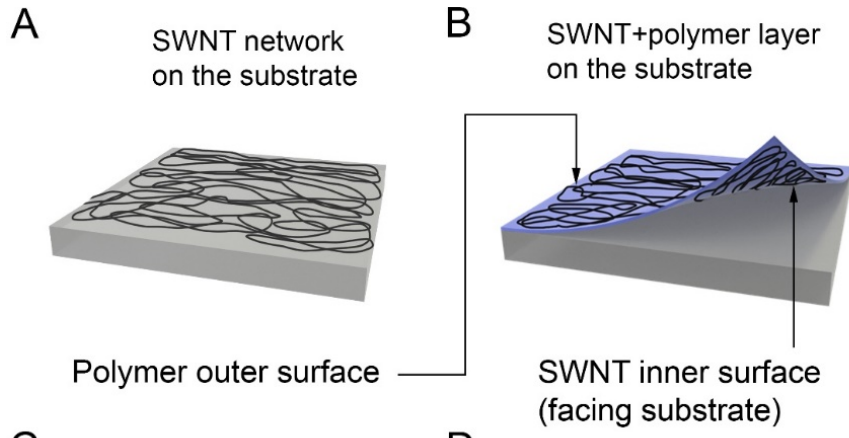 A
SWNT network
on the substrate
B
SWNT+polymer layer
on the substrate
Polymer outer surface
SWNT inner surface
(facing substrate)